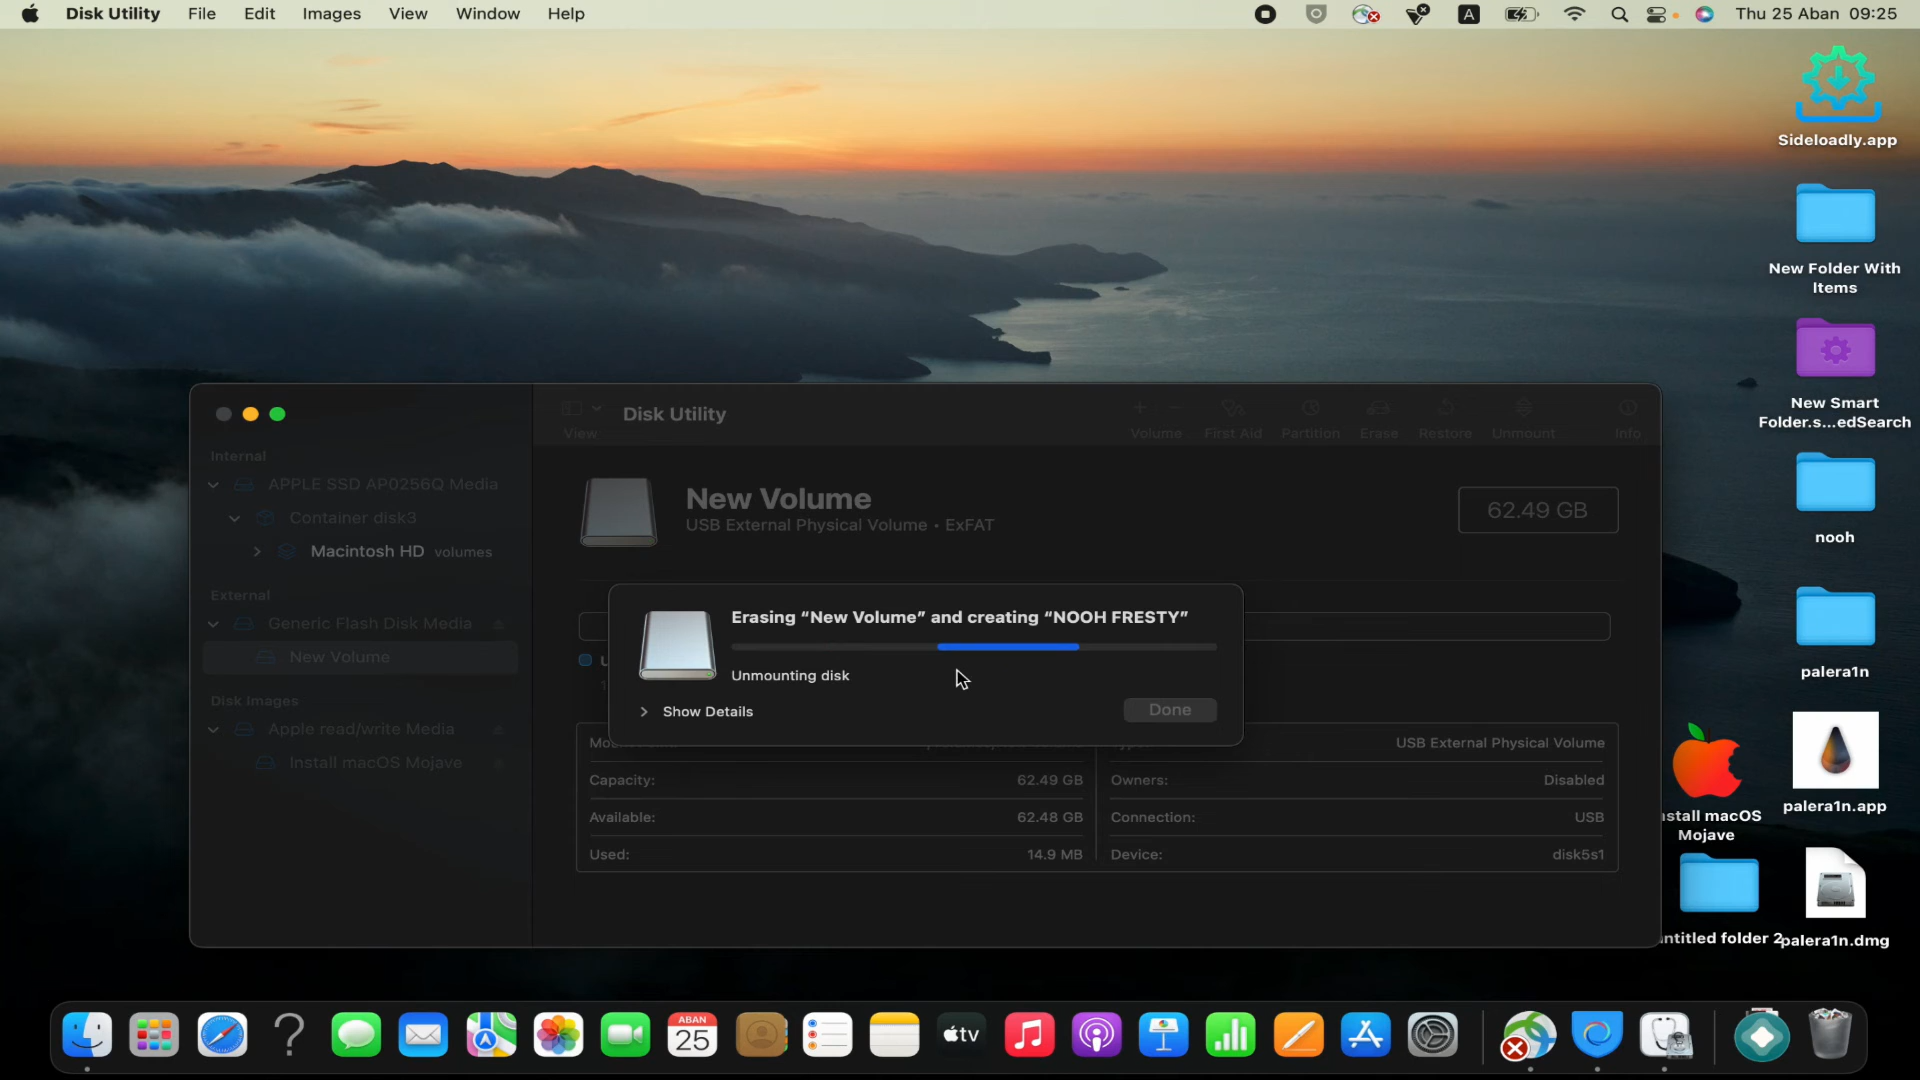 Disk Utility File Edit Images View Window Help
A
Thu 25 Aban 09:25
Sideloadly.app
New Folder With
Items
New Smart
Folder.s...edSearch
nooh
palera1n
palera1n.app
stall macOS
Mojave
ntitled folder 2
palera1n.dmg
Disk Utility
View
Volume First Aid Partition Erase Restore Unmount Info
Internal
APPLE SSD AP0256Q Media
Container disk3
Macintosh HD volumes
External
Generic Flash Disk Media
New Volume
Disk Images
Apple read/write Media
Install macOS Mojave
New Volume
USB External Physical Volume • ExFAT
62.49 GB
Erasing “New Volume” and creating “NOOH FRESTY”
Unmounting disk
Show Details
Done
USB External Physical Volume
Capacity: 62.49 GB
Owners: Disabled
Available: 62.48 GB
Connection: USB
Used: 14.9 MB
Device: disk5s1
ABAN
25
tv